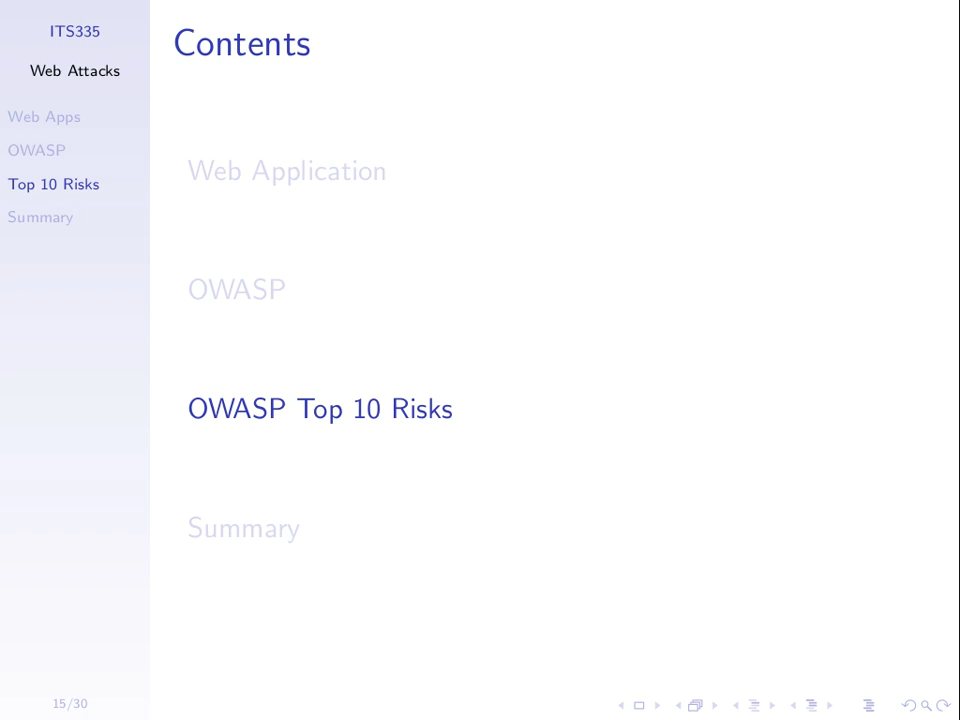 ITS335
Web Attacks
Web Apps
OWASP
Top 10 Risks
Summary
Contents
Web Application
OWASP
OWASP Top 10 Risks
Summary
15/30